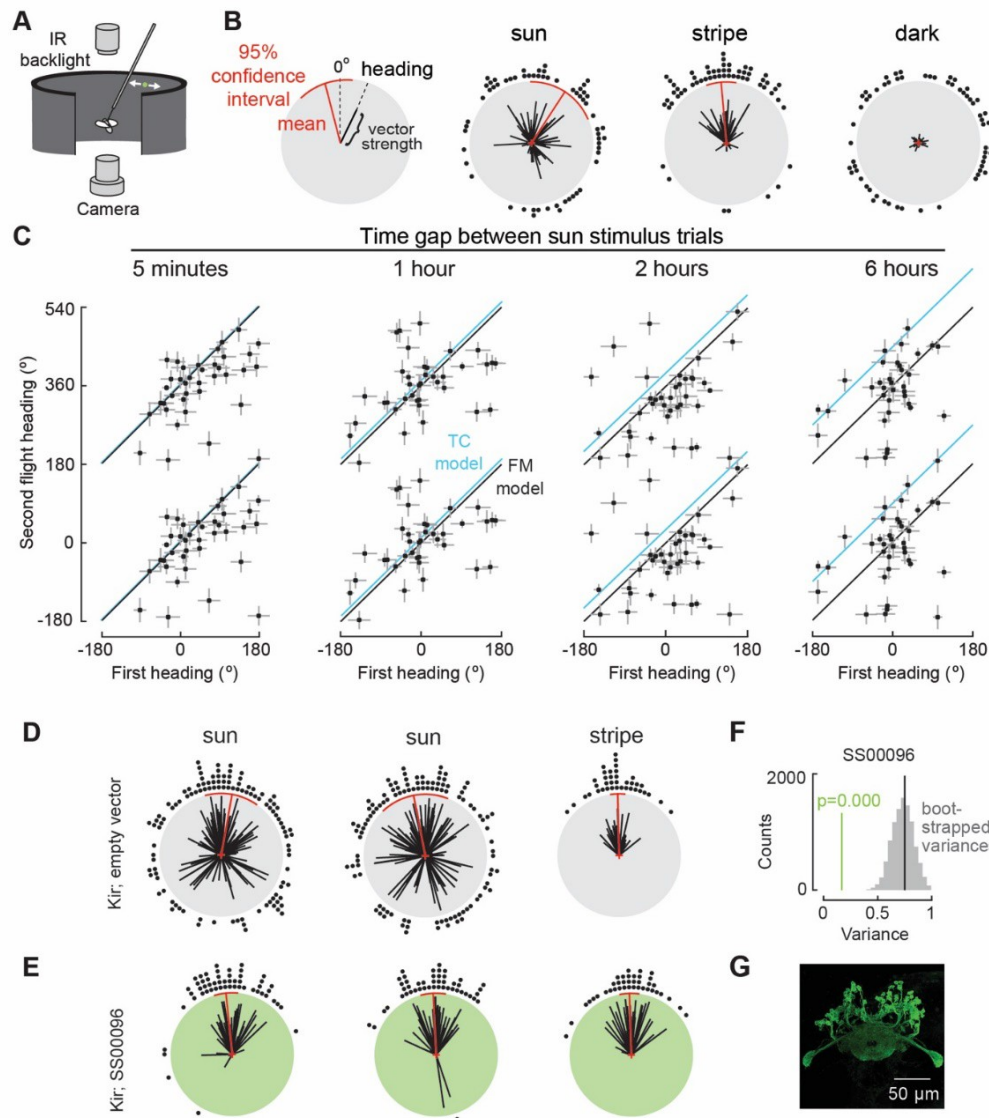 A
IR
backlight
Camera
B
95%
confidence
interval
mean
0°
heading
vector
strength
sun
stripe
dark
C
Time gap between sun stimulus trials
5 minutes
1 hour
2 hours
6 hours
Second flight heading (º)
540
360
180
0
-180
TC
model
FM
model
-180
0
180
First heading (º)
-180
0
180
First heading (º)
-180
0
180
First heading (º)
-180
0
180
First heading (º)
D
Kir; empty vector
sun
sun
stripe
E
Kir; SS00096
F
SS00096
2000
p=0.000
boot-
strapped
variance
Counts
0
0
0.5
1
Variance
G
50 µm